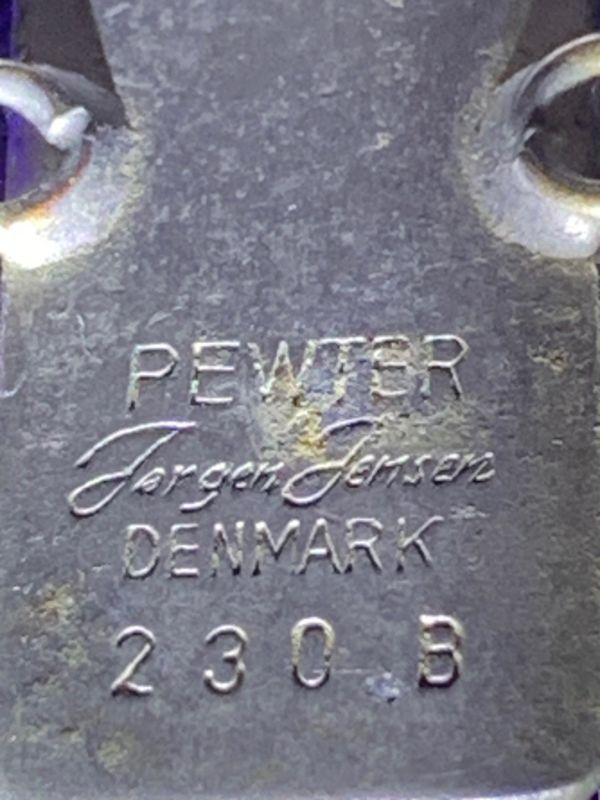 PEWTER
Jørgen Jensen
DENMARK
230 B